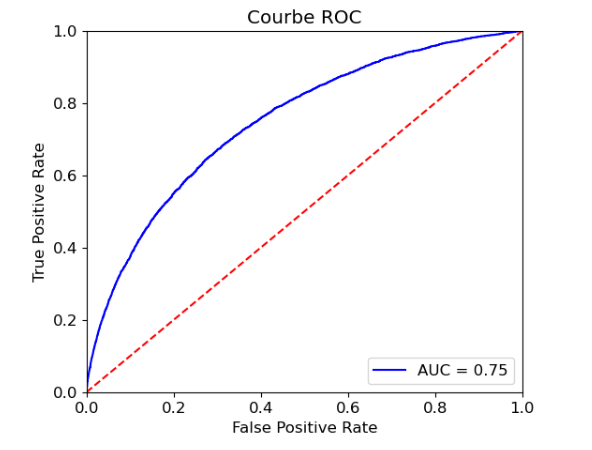 Courbe ROC
1.0
0.8
0.6
0.4
0.2
0.0
True Positive Rate
0.0 0.2 0.4 0.6 0.8 1.0
False Positive Rate
AUC = 0.75